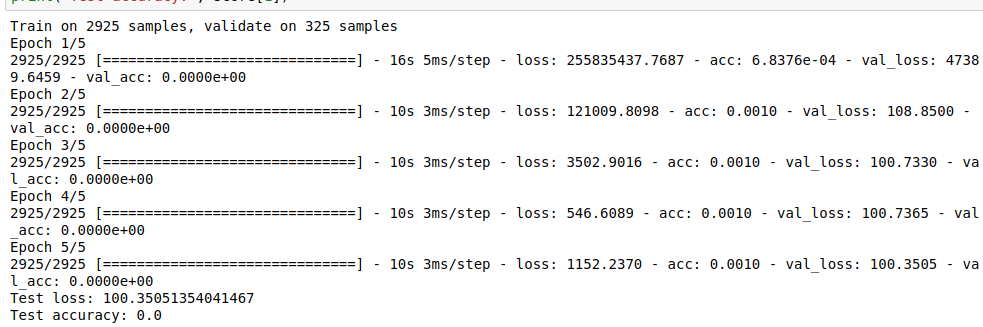 Train on 2925 samples, validate on 325 samples
Epoch 1/5
2925/2925 [==============================] - 16s 5ms/step - loss: 255835437.7687 - acc: 6.8376e-04 - val_loss: 4738
9.6459 - val_acc: 0.0000e+00
Epoch 2/5
2925/2925 [==============================] - 10s 3ms/step - loss: 121009.8098 - acc: 0.0010 - val_loss: 108.8500 -
val_acc: 0.0000e+00
Epoch 3/5
2925/2925 [==============================] - 10s 3ms/step - loss: 3502.9016 - acc: 0.0010 - val_loss: 100.7330 - va
l_acc: 0.0000e+00
Epoch 4/5
2925/2925 [==============================] - 10s 3ms/step - loss: 546.6089 - acc: 0.0010 - val_loss: 100.7365 - val
_acc: 0.0000e+00
Epoch 5/5
2925/2925 [==============================] - 10s 3ms/step - loss: 1152.2370 - acc: 0.0010 - val_loss: 100.3505 - va
l_acc: 0.0000e+00
Test loss: 100.35051354041467
Test accuracy: 0.0